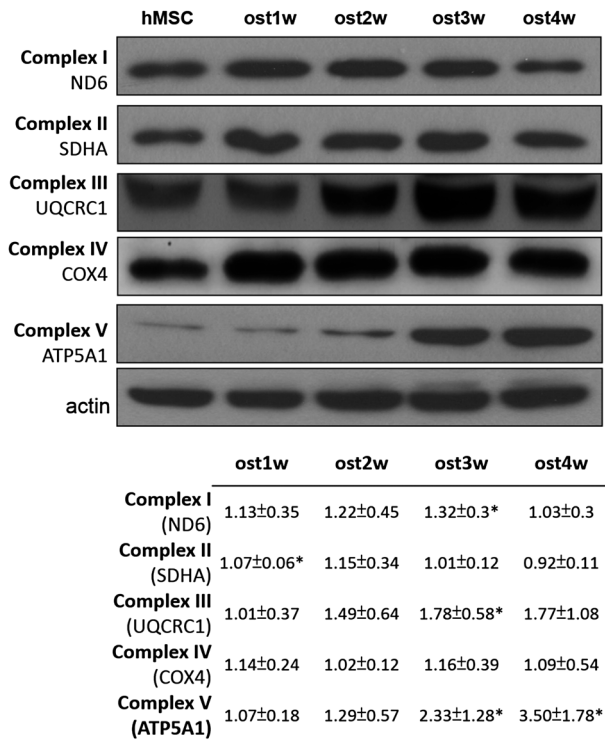 hMSC ost1w ost2w ost3w ost4w
Complex I
ND6
Complex II
SDHA
Complex III
UQCRC1
Complex IV
COX4
Complex V
ATP5A1
actin
ost1w ost2w ost3w ost4w
Complex I
(ND6) 1.13±0.35 1.22±0.45 1.32±0.3* 1.03±0.3
Complex II
(SDHA) 1.07±0.06* 1.15±0.34 1.01±0.12 0.92±0.11
Complex III
(UQCRC1) 1.01±0.37 1.49±0.64 1.78±0.58* 1.77±1.08
Complex IV
(COX4) 1.14±0.24 1.02±0.12 1.16±0.39 1.09±0.54
Complex V
(ATP5A1) 1.07±0.18 1.29±0.57 2.33±1.28* 3.50±1.78*